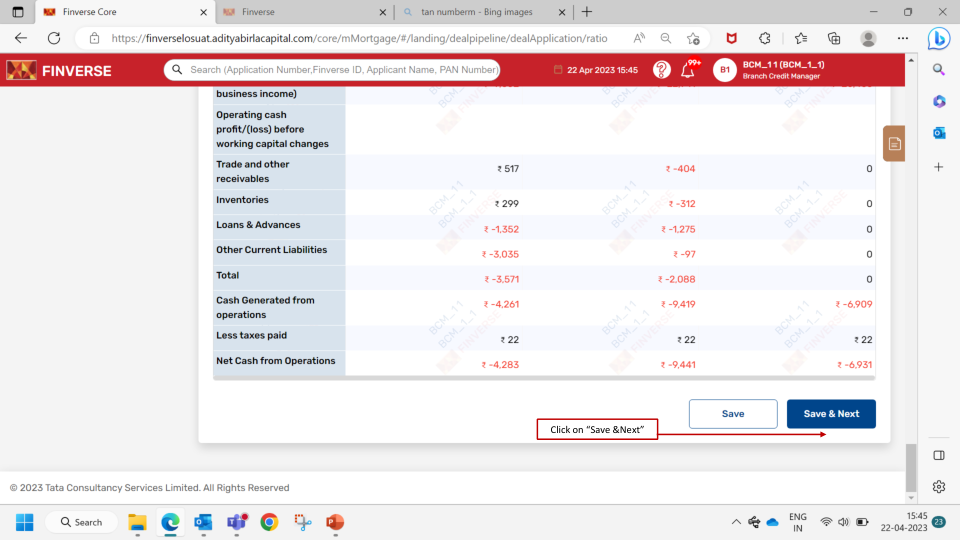 Finverse Core
Finverse
tan numberm - Bing images
https://finverselosuat.adityabirlacapital.com/core/mMortgage/#/landing/dealpipeline/dealApplication/ratio
FINVERSE
Search (Application Number,Finverse ID, Applicant Name, PAN Number)
22 Apr 2023 15:45
99+
B1
BCM_11 (BCM_1_1)
Branch Credit Manager
business income)
Operating cash
profit/(loss) before
working capital changes
Trade and other
receivables
₹ 517
₹ -404
0
Inventories
₹ 299
₹ -312
0
Loans & Advances
₹ -1,352
₹ -1,275
0
Other Current Liabilities
₹ -3,035
₹ -97
0
Total
₹ -3,571
₹ -2,088
0
Cash Generated from
operations
₹ -4,261
₹ -9,419
₹ -6,909
Less taxes paid
₹ 22
₹ 22
₹ 22
Net Cash from Operations
₹ -4,283
₹ -9,441
₹ -6,931
Save
Save & Next
Click on "Save &Next"
© 2023 Tata Consultancy Services Limited. All Rights Reserved
Search
ENG
IN
15:45
22-04-2023
23